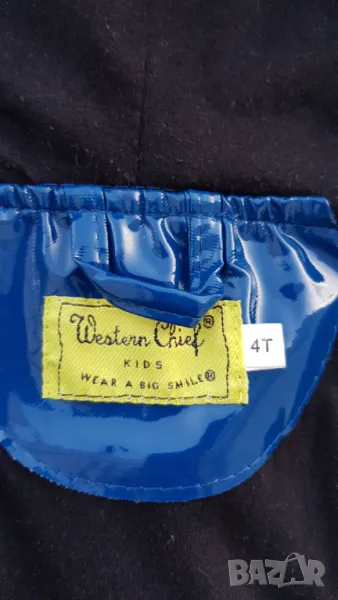 Western Chief®
KIDS
WEAR A BIG SMILE®
4T
BAZAR